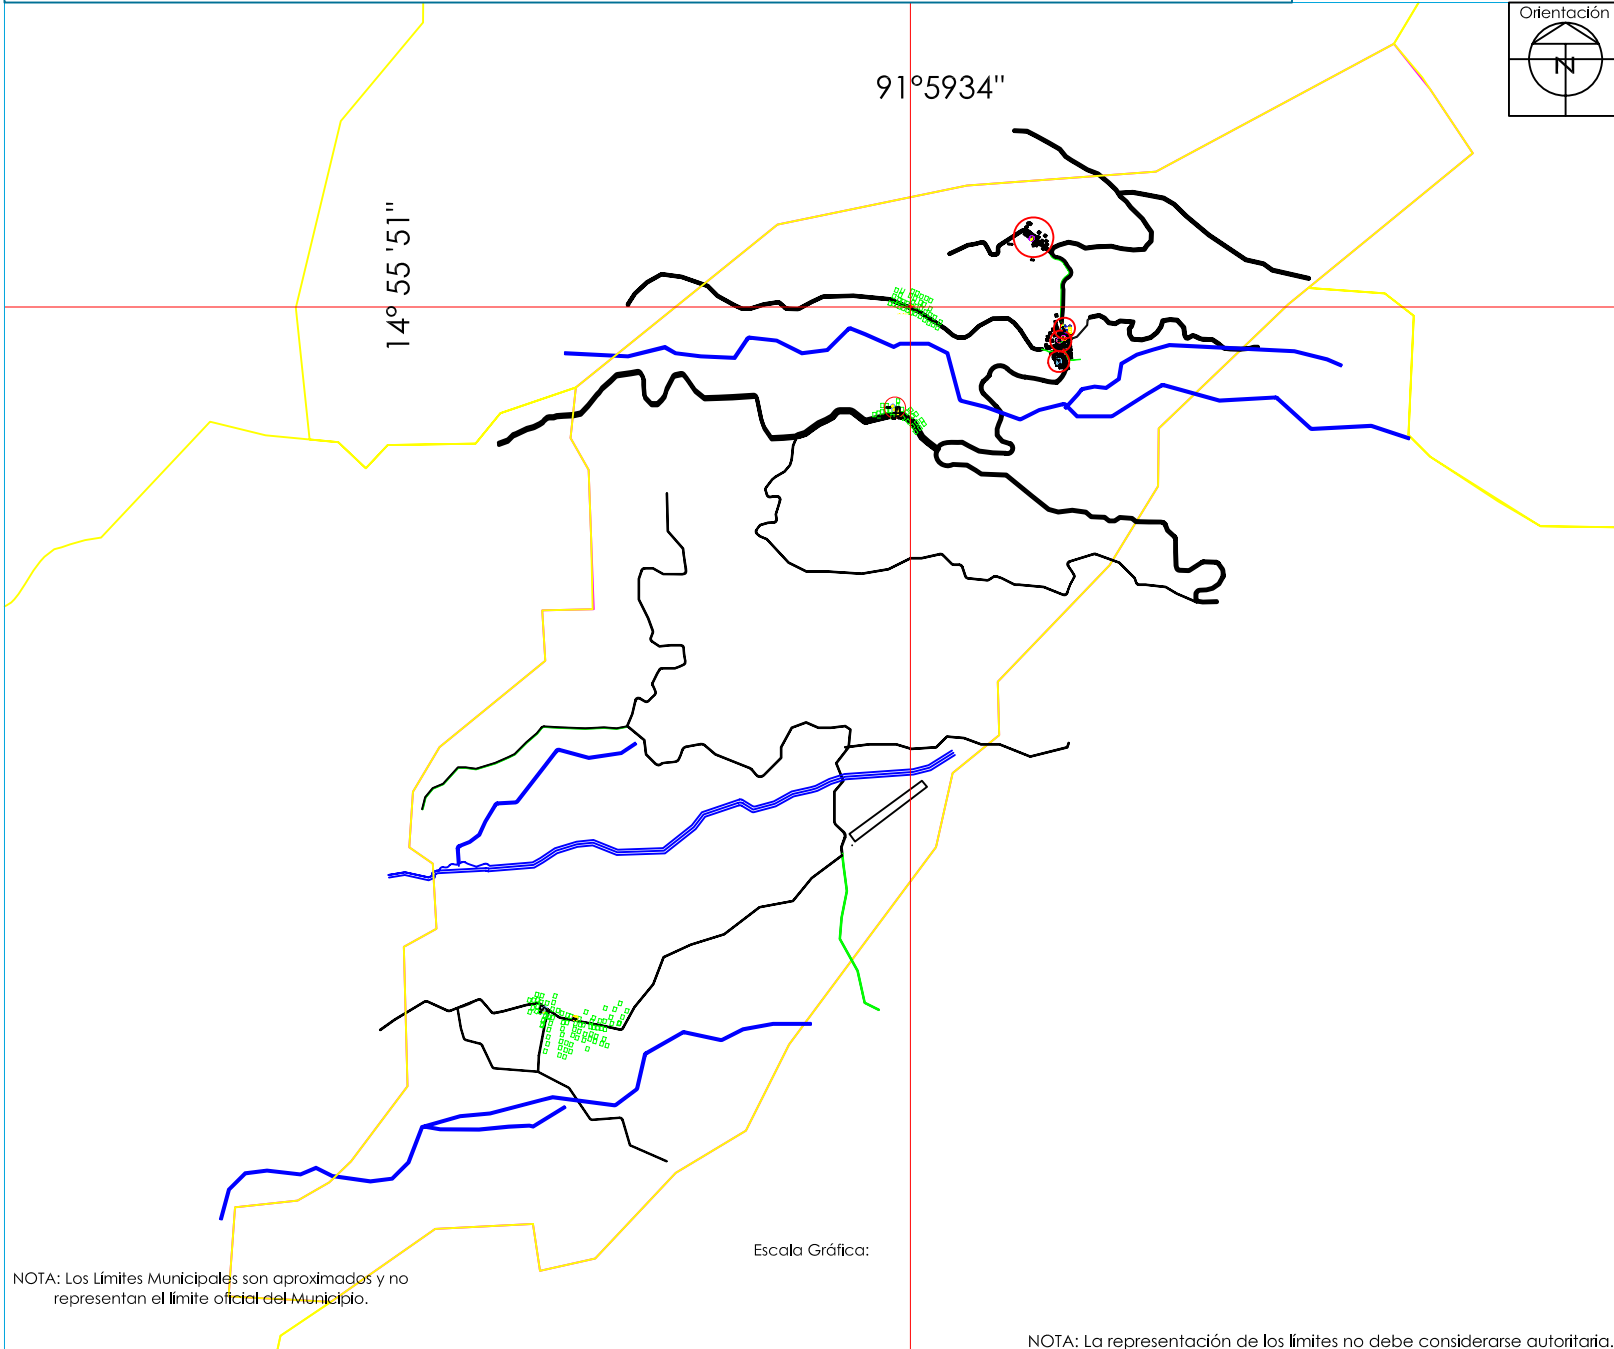 Orientación
N
91°5934"
14° 55 '51"
Escala Gráfica:
NOTA: Los Límites Municipales son aproximados y no
representan el límite oficial del Municipio.
NOTA: La representación de los límites no debe considerarse autoritaria.